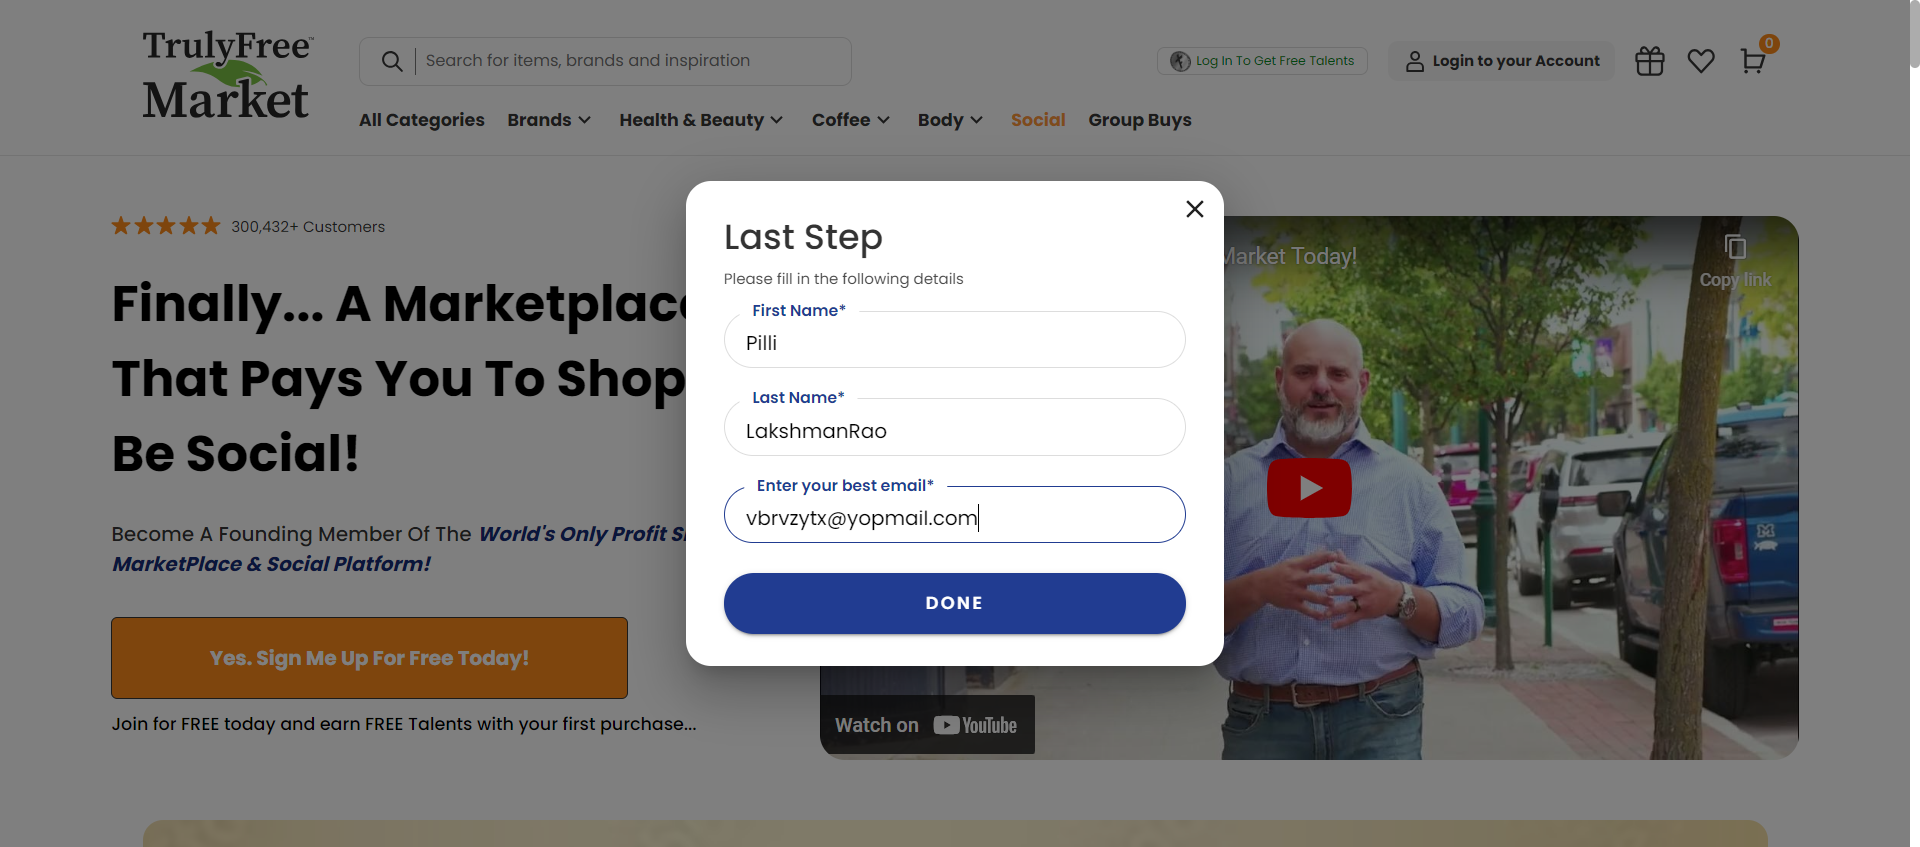 TrulyFree™
Market
Search for items, brands and inspiration
Log In To Get Free Talents
Login to your Account
0
All Categories
Brands
Health & Beauty
Coffee
Body
Social
Group Buys
300,432+ Customers
Finally... A Marketplac
That Pays You To Shop
Be Social!
Become A Founding Member Of The World's Only Profit S
MarketPlace & Social Platform!
Yes. Sign Me Up For Free Today!
Join for FREE today and earn FREE Talents with your first purchase...
Last Step
Please fill in the following details
First Name*
Pilli
Last Name*
LakshmanRao
Enter your best email*
vbrvzytx@yopmail.com
DONE
Market Today!
Copy link
Watch on YouTube